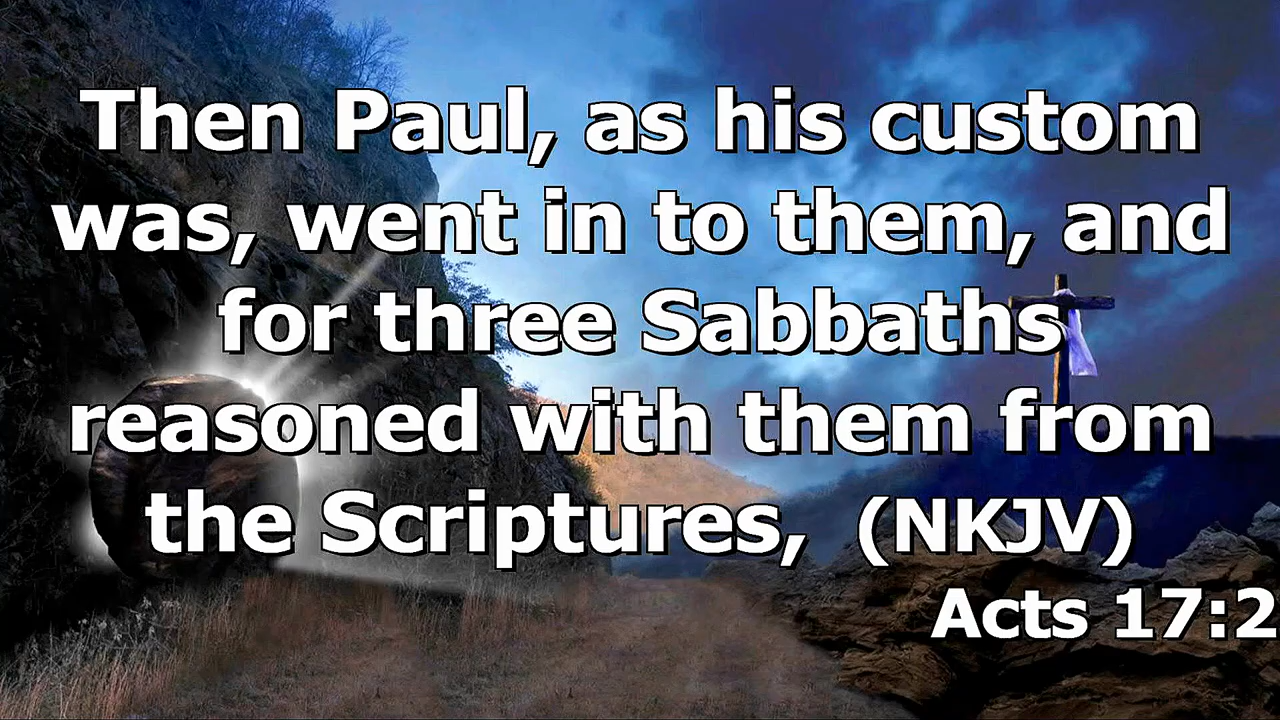 Then Paul, as his custom
was, went in to them, and
for three Sabbaths
reasoned with them from
the Scriptures, (NKJV)
Acts 17:2